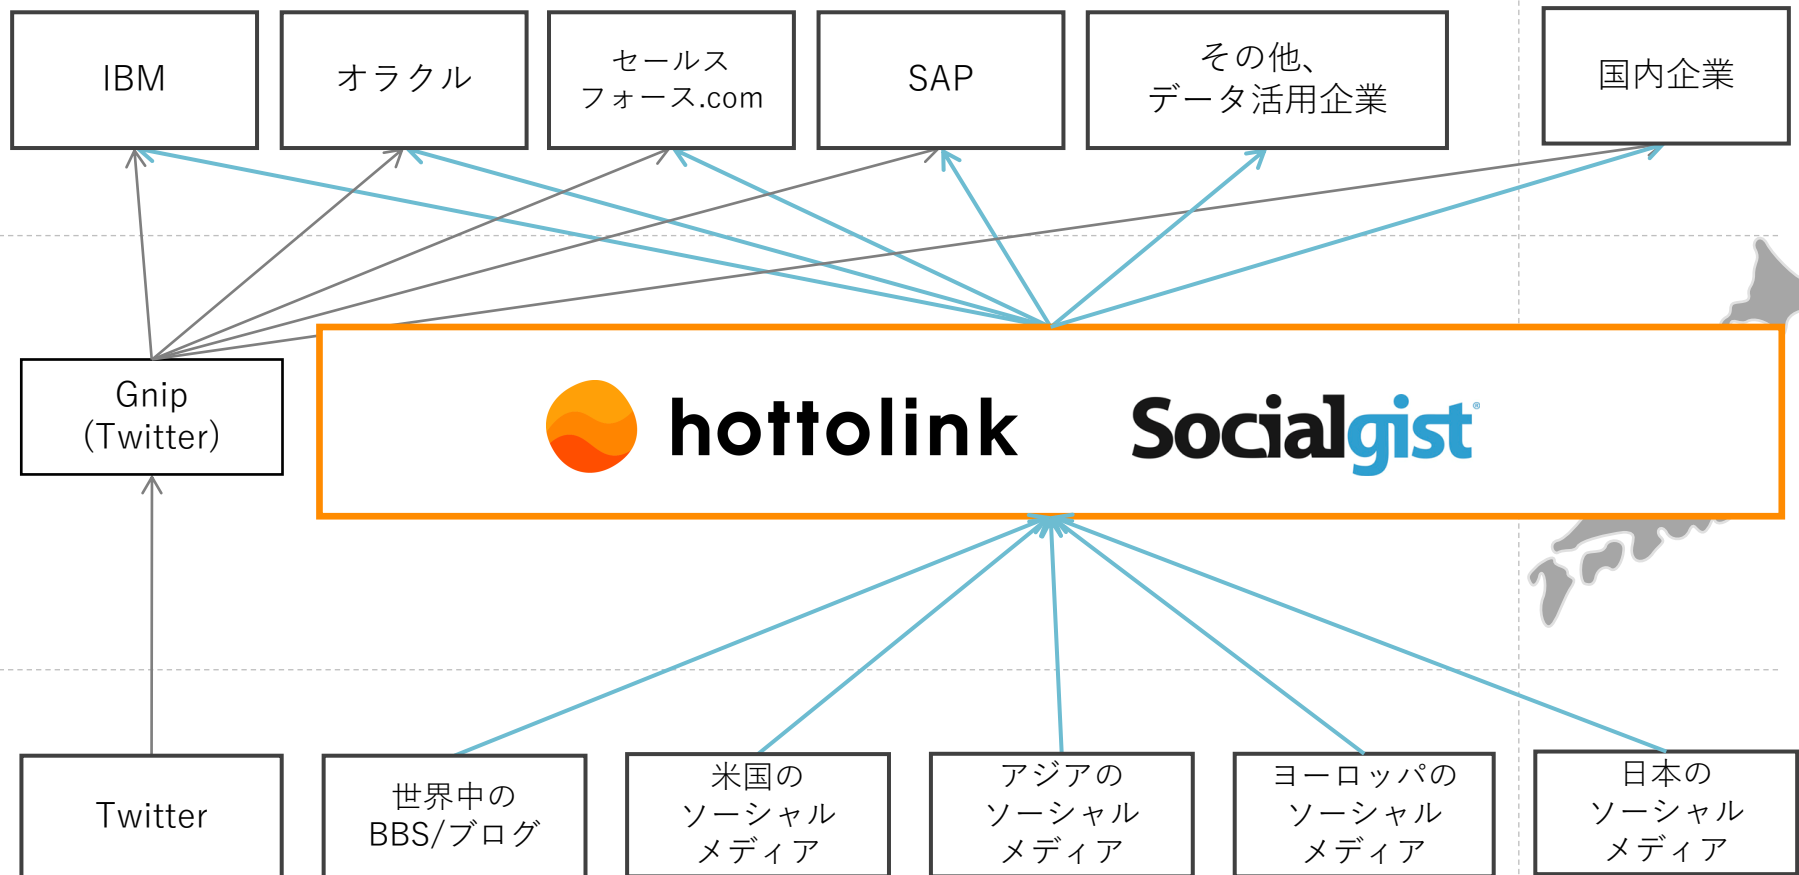 IBM
オラクル
セールス
フォース.com
SAP
その他、
データ活用企業
国内企業
Gnip
(Twitter)
hottolink
Socialgist®
Twitter
世界中の
BBS/ブログ
米国の
ソーシャル
メディア
アジアの
ソーシャル
メディア
ヨーロッパの
ソーシャル
メディア
日本の
ソーシャル
メディア